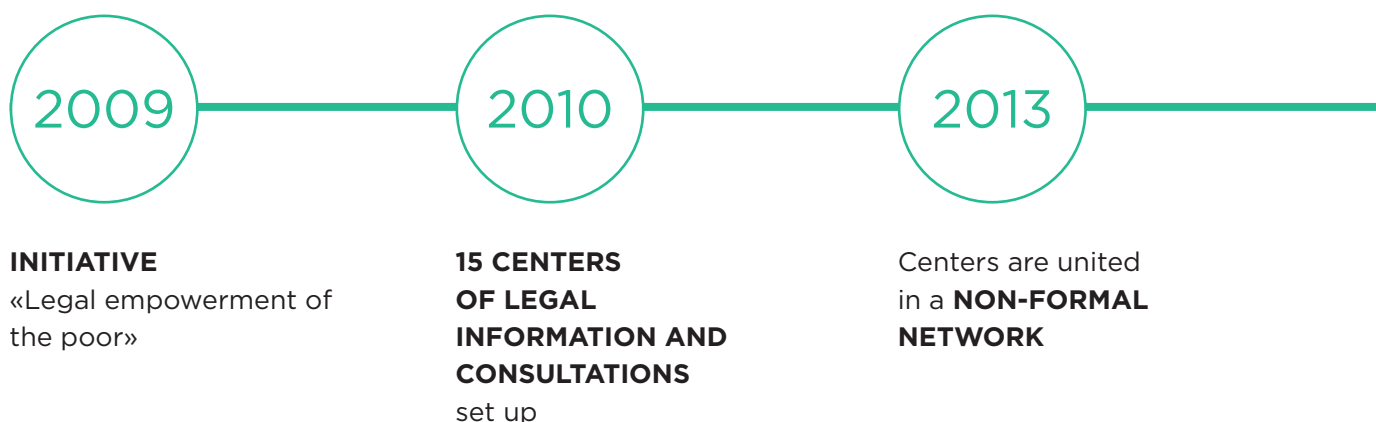 2009
2010
2013
INITIATIVE
«Legal empowerment of
the poor»
15 CENTERS
OF LEGAL
INFORMATION AND
CONSULTATIONS
set up
Centers are united
in a NON-FORMAL
NETWORK